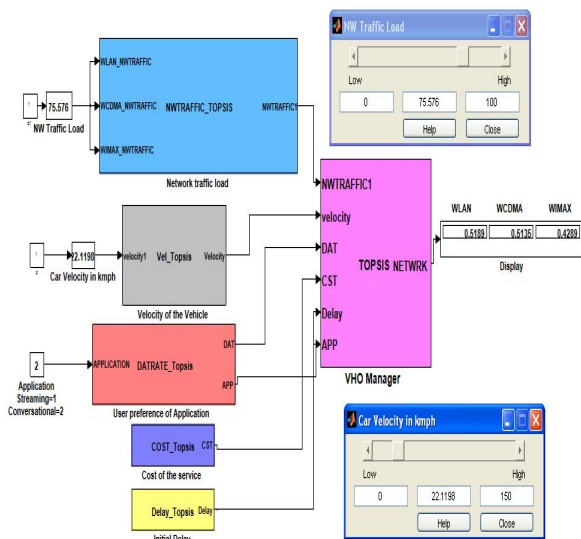 NW Traffic Load
Low High
0 75.576 100
Help Close
WLAN_NWTRAFFIC
WCDMA_NWTRAFFIC NWTRAFFIC_TOPSIS NWTRAFFIC1
WIMAX_NWTRAFFIC
75.576
NW Traffic Load
Network traffic load
NWTRAFFIC1
velocity
DAT
CST
Delay
APP
TOPSIS NETWRK
VHO Manager
WLAN WCDMA WIMAX
0.5189 0.5135 0.4289
Display
22.1198
Car Velocity in kmph
velocity1 Vel_Topsis Velocity
Velocity of the Vehicle
2
Application
Streaming=1
Conversational=2
APPLICATION DATRATE_Topsis DAT
APP
User preference of Application
COST_Topsis CST
Cost of the service
Delay_Topsis Delay
Initial Delay
Car Velocity in kmph
Low High
0 22.1198 150
Help Close